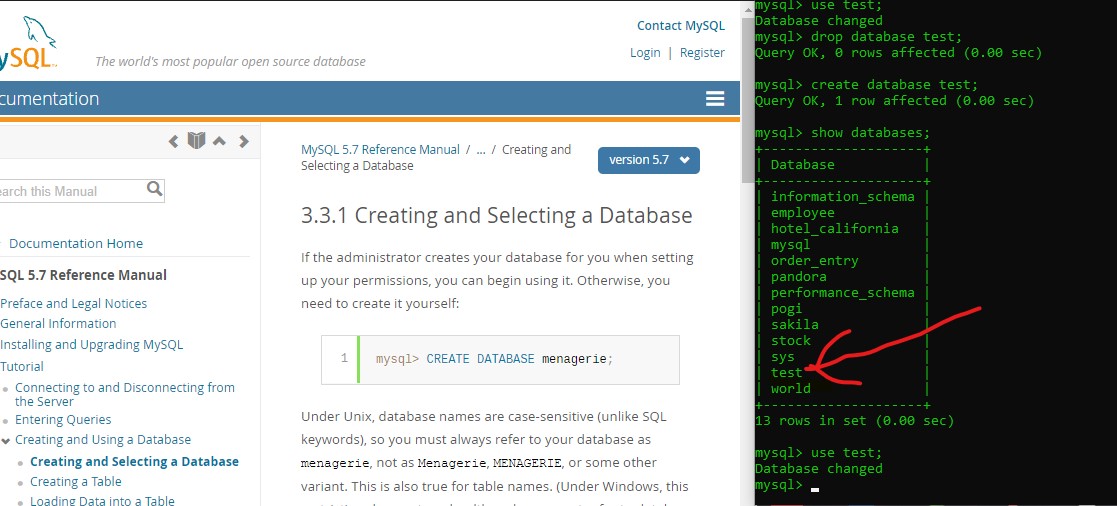 ySQL™
The world's most popular open source database
Contact MySQL
Login | Register
cumentation
earch this Manual
Documentation Home
SQL 5.7 Reference Manual
Preface and Legal Notices
General Information
Installing and Upgrading MySQL
Tutorial
Connecting to and Disconnecting from
the Server
Entering Queries
Creating and Using a Database
Creating and Selecting a Database
Creating a Table
Loading Data into a Table
MySQL 5.7 Reference Manual / ... / Creating and
Selecting a Database
version 5.7
3.3.1 Creating and Selecting a Database
If the administrator creates your database for you when setting
up your permissions, you can begin using it. Otherwise, you
need to create it yourself:
1 mysql> CREATE DATABASE menagerie;
Under Unix, database names are case-sensitive (unlike SQL
keywords), so you must always refer to your database as
menagerie, not as Menagerie, MENAGERIE, or some other
variant. This is also true for table names. (Under Windows, this
mysql> use test;
Database changed
mysql> drop database test;
Query OK, 0 rows affected (0.00 sec)
mysql> create database test;
Query OK, 1 row affected (0.00 sec)
mysql> show databases;
+--------------------+
| Database           |
+--------------------+
| information_schema |
| employee           |
| hotel_california   |
| mysql              |
| order_entry        |
| pandora            |
| performance_schema |
| pogi               |
| sakila             |
| stock              |
| sys                |
| test               |
| world              |
+--------------------+
13 rows in set (0.00 sec)
mysql> use test;
Database changed
mysql>